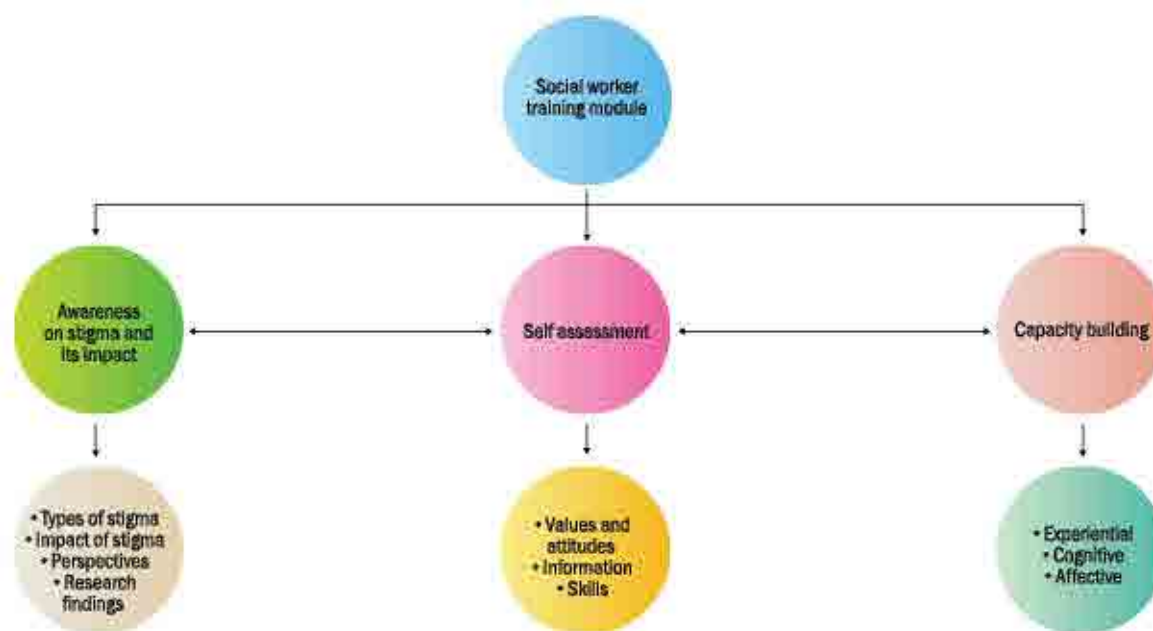 Social worker
training module
Awareness
on stigma and
its impact
Self assessment
Capacity building
• Types of stigma
• Impact of stigma
• Perspectives
• Research
findings
• Values and
attitudes
• Information
• Skills
• Experiential
• Cognitive
• Affective